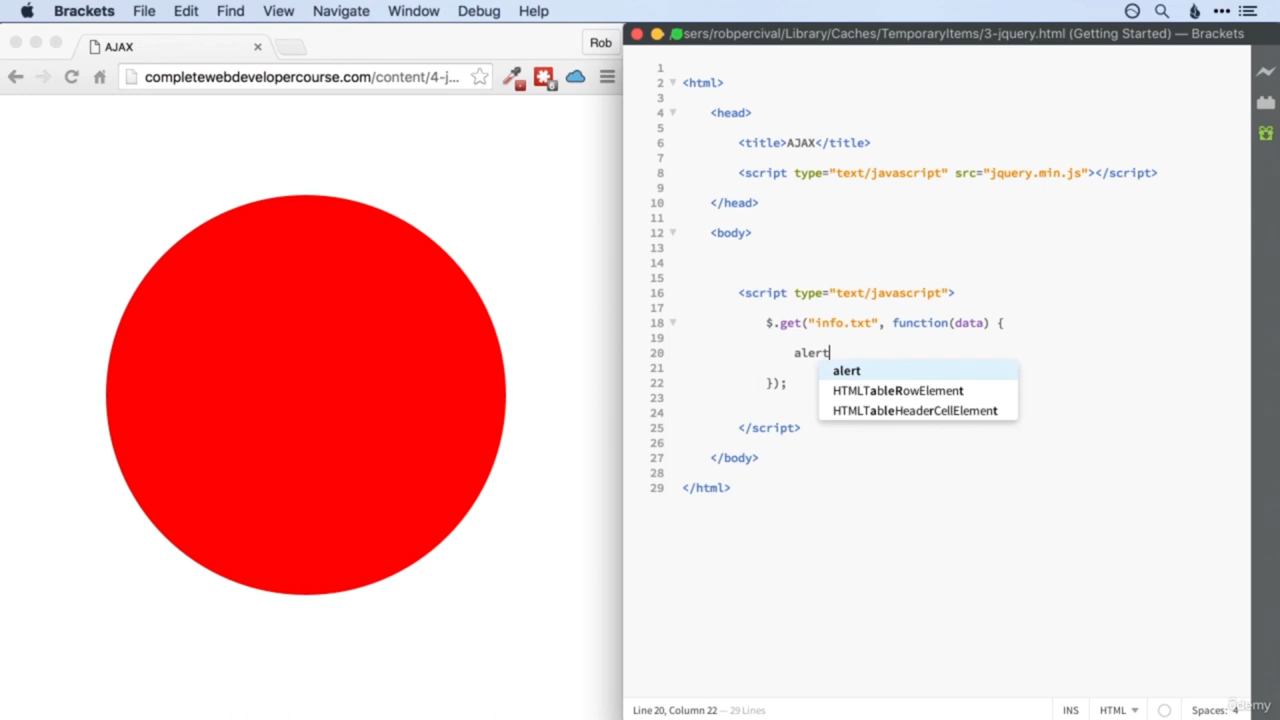 Brackets File Edit Find View Navigate Window Debug Help
AJAX
Rob
completewebdevelopercourse.com/content/4-j...
6
/sers/robpercival/Library/Caches/TemporaryItems/3-jquery.html (Getting Started) — Brackets
1
2 <html>
3
4 <head>
5
6 <title>AJAX</title>
7
8 <script type="text/javascript" src="jquery.min.js"></script>
9
10 </head>
11
12 <body>
13
14
15
16 <script type="text/javascript">
17
18 $.get("info.txt", function(data) {
19
20 alert
21
22 });
23
24
25 </script>
26
27 </body>
28
29 </html>
alert
HTMLTableRowElement
HTMLTableHeaderCellElement
Line 20, Column 22 — 29 Lines
INS HTML Spaces: 4
ûdemy